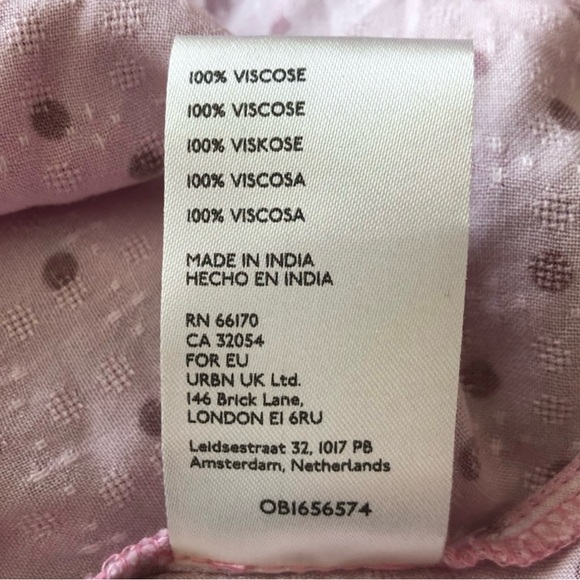 100% VISCOSE
100% VISCOSE
100% VISKOSE
100% VISCOSA
100% VISCOSA
MADE IN INDIA
HECHO EN INDIA
RN 66170
CA 32054
FOR EU
URBN UK Ltd.
146 Brick Lane,
LONDON E1 6RU
Leidsestraat 32, 1017 PB
Amsterdam, Netherlands
OB1656574